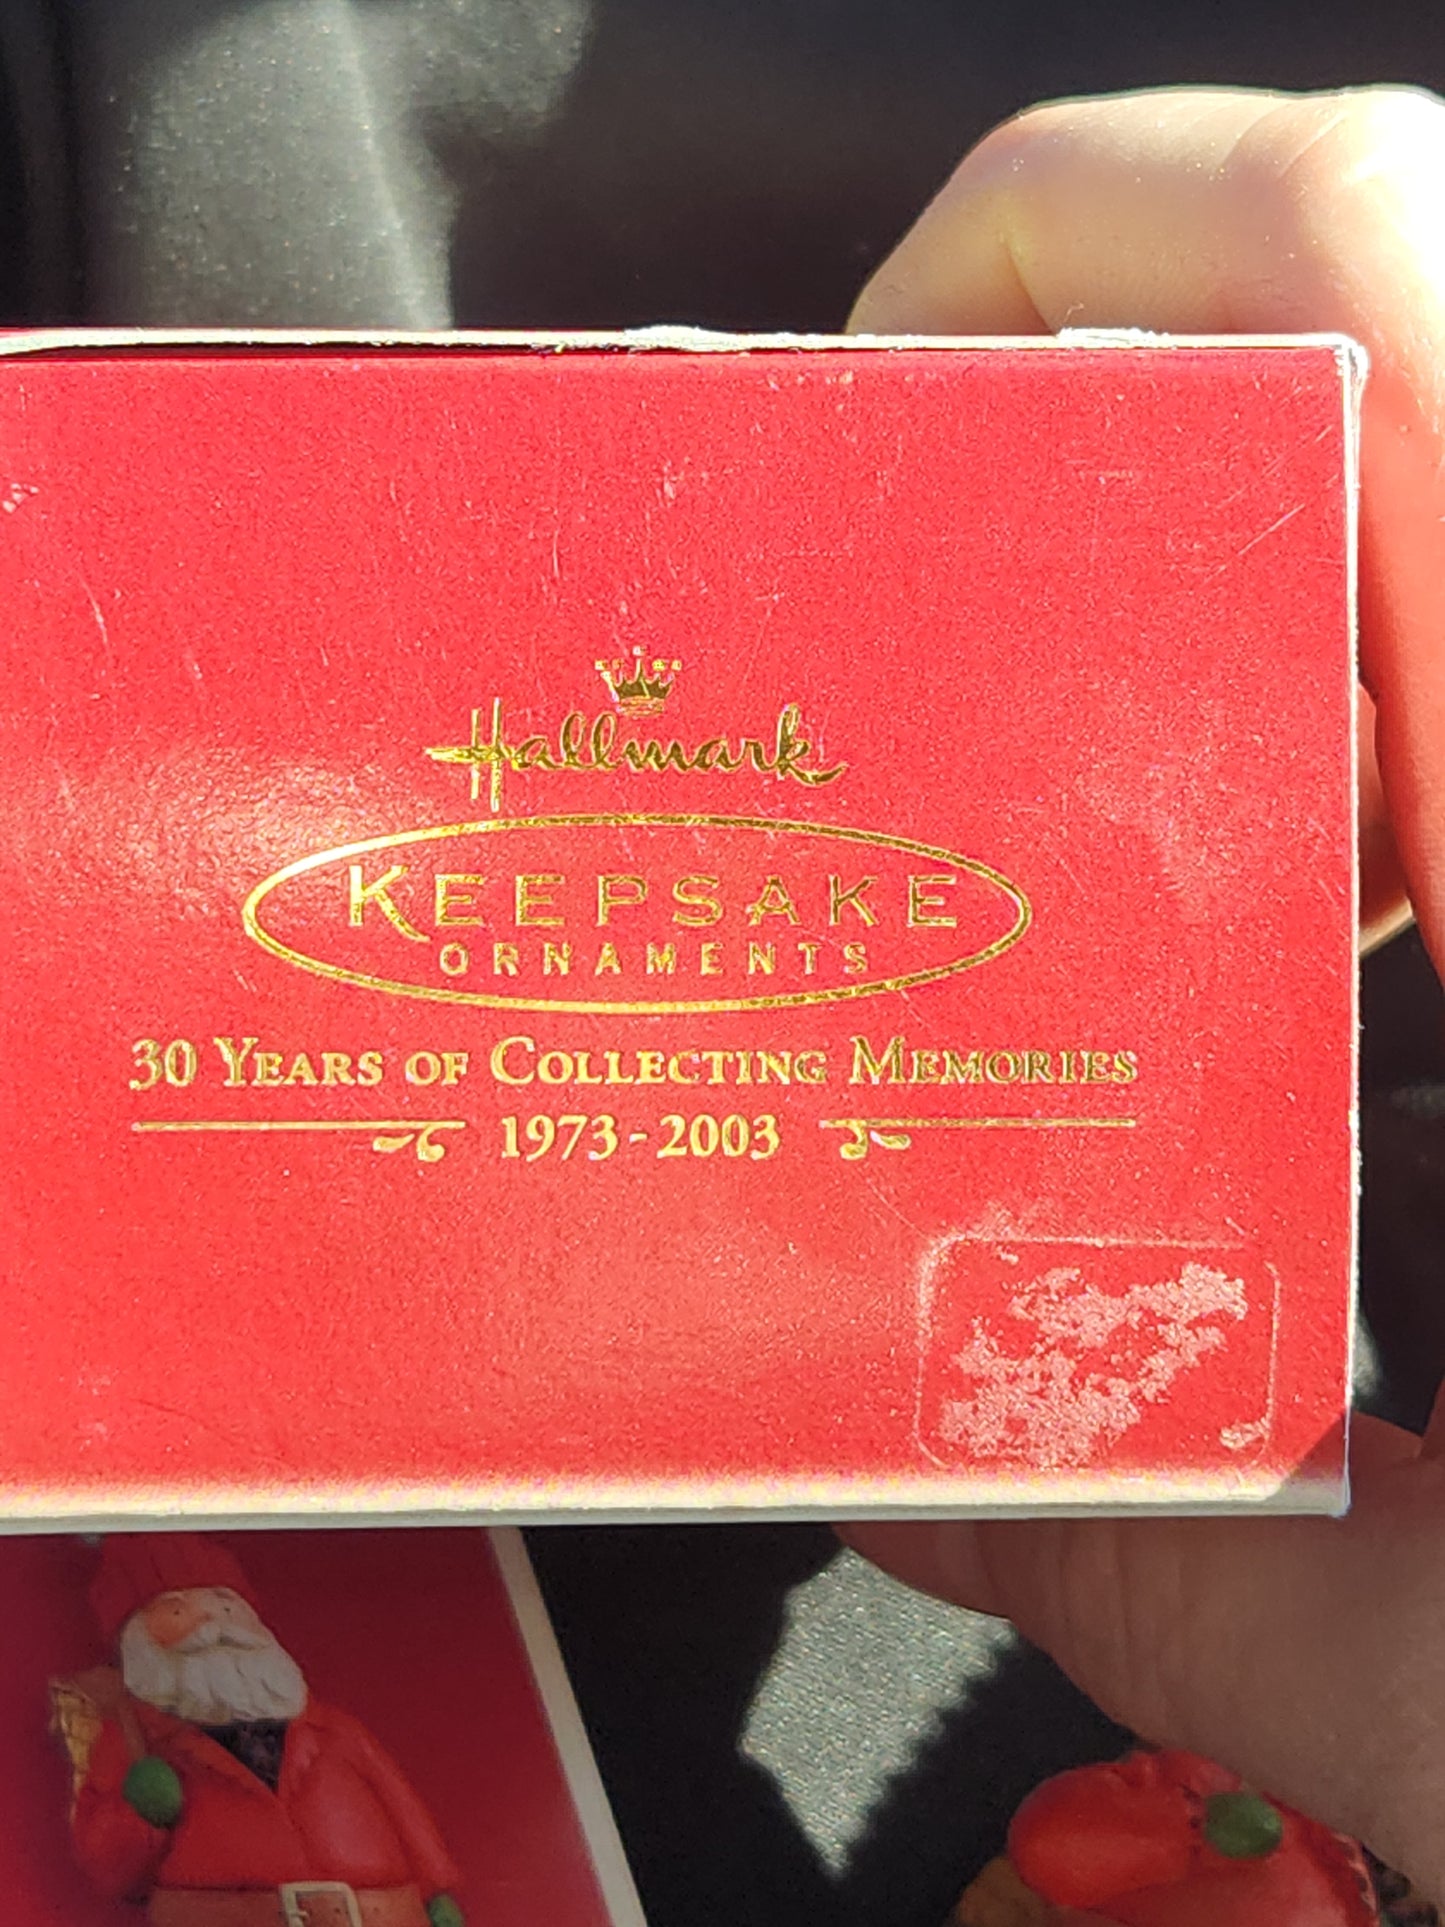 Hallmark
KEEPSAKE
ORNAMENTS
30 YEARS OF COLLECTING MEMORIES
1973-2003